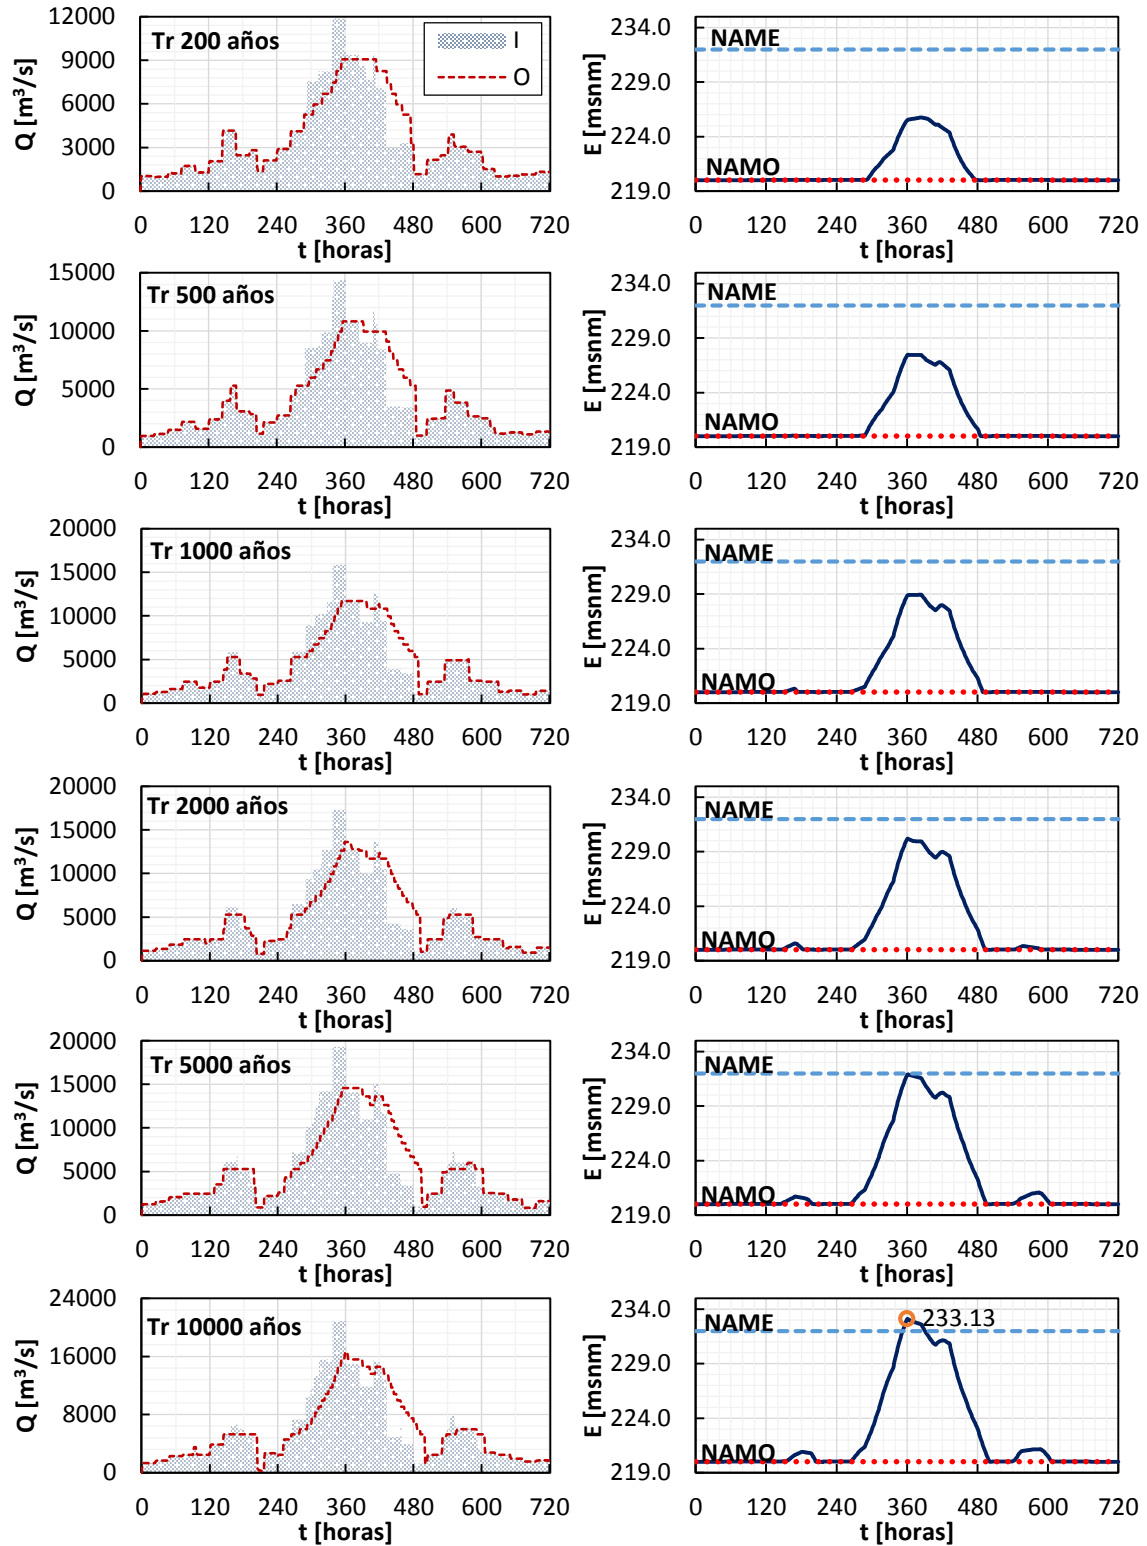 Tr 200 años
I
O
Q [m³/s]
12000
9000
6000
3000
0
0 120 240 360 480 600 720
t [horas]
E [msnm]
234.0
229.0
224.0
219.0
NAME
NAMO
0 120 240 360 480 600 720
t [horas]
Tr 500 años
Q [m³/s]
15000
10000
5000
0
0 120 240 360 480 600 720
t [horas]
E [msnm]
234.0
229.0
224.0
219.0
NAME
NAMO
0 120 240 360 480 600 720
t [horas]
Tr 1000 años
Q [m³/s]
20000
15000
10000
5000
0
0 120 240 360 480 600 720
t [horas]
E [msnm]
234.0
229.0
224.0
219.0
NAME
NAMO
0 120 240 360 480 600 720
t [horas]
Tr 2000 años
Q [m³/s]
20000
15000
10000
5000
0
0 120 240 360 480 600 720
t [horas]
E [msnm]
234.0
229.0
224.0
219.0
NAME
NAMO
0 120 240 360 480 600 720
t [horas]
Tr 5000 años
Q [m³/s]
20000
15000
10000
5000
0
0 120 240 360 480 600 720
t [horas]
E [msnm]
234.0
229.0
224.0
219.0
NAME
NAMO
0 120 240 360 480 600 720
t [horas]
Tr 10000 años
Q [m³/s]
24000
16000
8000
0
0 120 240 360 480 600 720
t [horas]
E [msnm]
234.0
229.0
224.0
219.0
NAME
233.13
NAMO
0 120 240 360 480 600 720
t [horas]